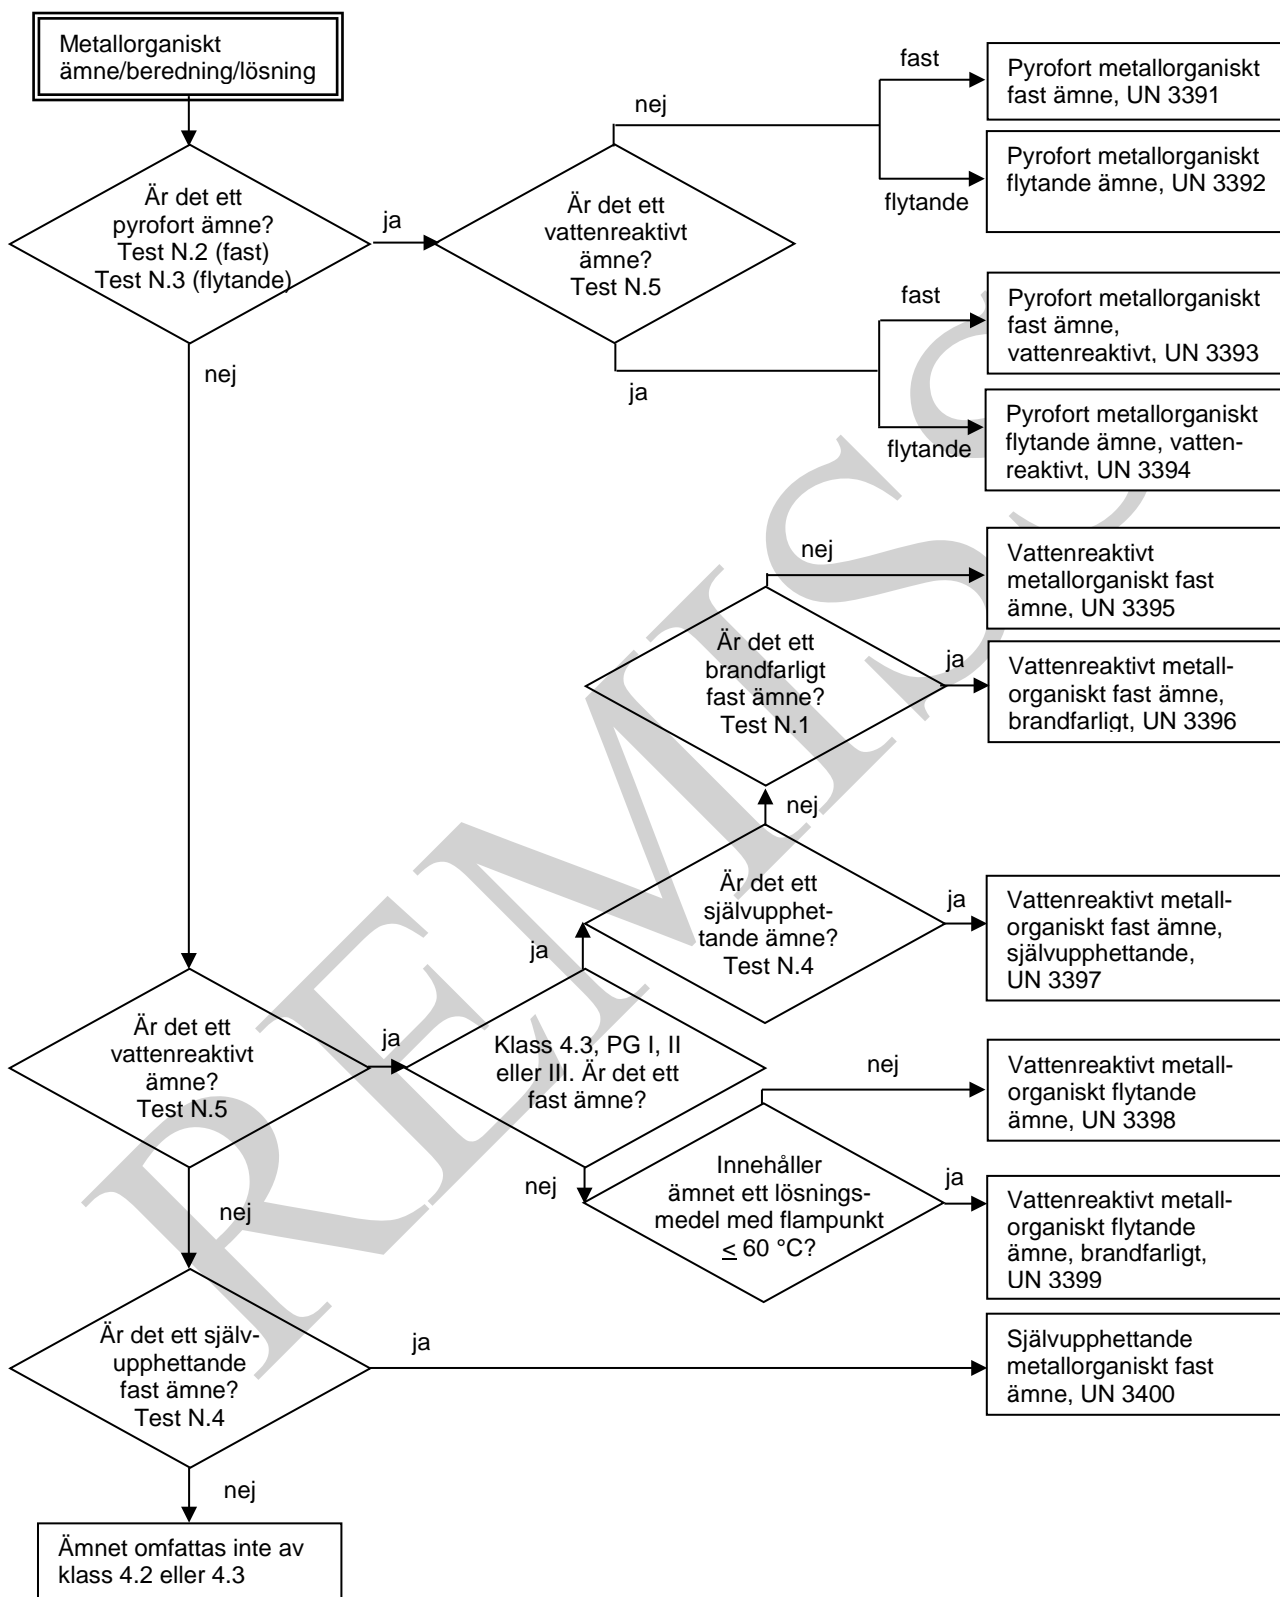 Metallorganiskt
ämne/beredning/lösning
Är det ett
pyrofort ämne?
Test N.2 (fast)
Test N.3 (flytande)
ja
nej
Är det ett
vattenreaktivt
ämne?
Test N.5
nej
fast
Pyrofort metallorganiskt
fast ämne, UN 3391
flytande
Pyrofort metallorganiskt
flytande ämne, UN 3392
ja
fast
Pyrofort metallorganiskt
fast ämne,
vattenreaktivt, UN 3393
flytande
Pyrofort metallorganiskt
flytande ämne, vatten-
reaktivt, UN 3394
nej
Vattenreaktivt
metallorganiskt fast
ämne, UN 3395
Är det ett
brandfarligt
fast ämne?
Test N.1
ja
Vattenreaktivt metall-
organiskt fast ämne,
brandfarligt, UN 3396
nej
Är det ett
självupphet-
tande ämne?
Test N.4
ja
Vattenreaktivt metall-
organiskt fast ämne,
självupphettande,
UN 3397
Är det ett
vattenreaktivt
ämne?
Test N.5
ja
ja
Klass 4.3, PG I, II
eller III. Är det ett
fast ämne?
nej
nej
Vattenreaktivt metall-
organiskt flytande
ämne, UN 3398
Innehåller
ämnet ett lösnings-
medel med flampunkt
≤ 60 °C?
ja
Vattenreaktivt metall-
organiskt flytande
ämne, brandfarligt,
UN 3399
nej
Är det ett själv-
upphettande
fast ämne?
Test N.4
ja
Självupphettande
metallorganiskt fast
ämne, UN 3400
nej
Ämnet omfattas inte av
klass 4.2 eller 4.3
REMISS